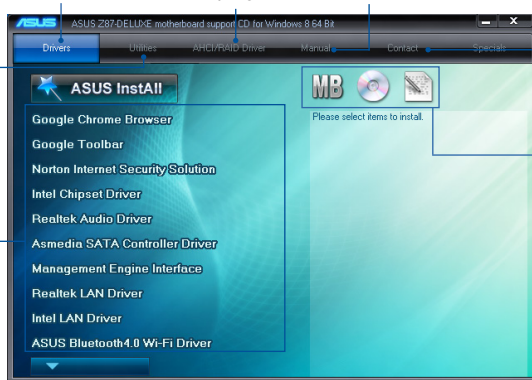 ASUS
ASUS Z87-DELUXE motherboard support CD for Windows 8 64 Bit
Drivers
Utilities
AHCI/RAID Driver
Manual
Contact
Specials
ASUS InstAll
Google Chrome Browser
Google Toolbar
Norton Internet Security Solution
Intel Chipset Driver
Realtek Audio Driver
Asmedia SATA Controller Driver
Management Engine Interface
Realtek LAN Driver
Intel LAN Driver
ASUS Bluetooth4.0 Wi-Fi Driver
MB
Please select items to install.